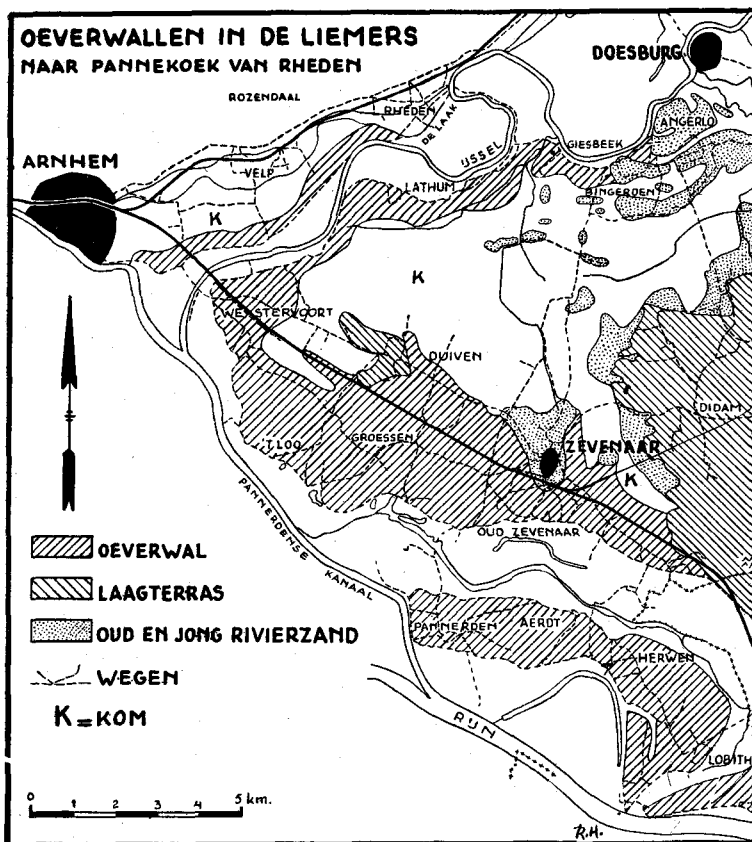 OEVERWALLEN IN DE LIEMERS
NAAR PANNEKOEK VAN RHEDEN
DOESBURG
ROZENDAAL
RHEDEN
DE LAAK
ANGERLO
GIESBEEK
IJSSEL
ARNHEM
VELP
LATHUM
BINGERDEN
K
K
WESTERVOORT
DUIVEN
DIDAM
'T LOO
GROESSEN
ZEVENAAR
K
PANNERDENSE KANAAL
OUD ZEVENAAR
OEVERWAL
LAAGTERRAS
OUD EN JONG RIVIERZAND
WEGEN
K = KOM
PANNERDEN
AERDT
HERWEN
RIJN
LOBITH
0 1 2 3 4 5 km.
R.H.